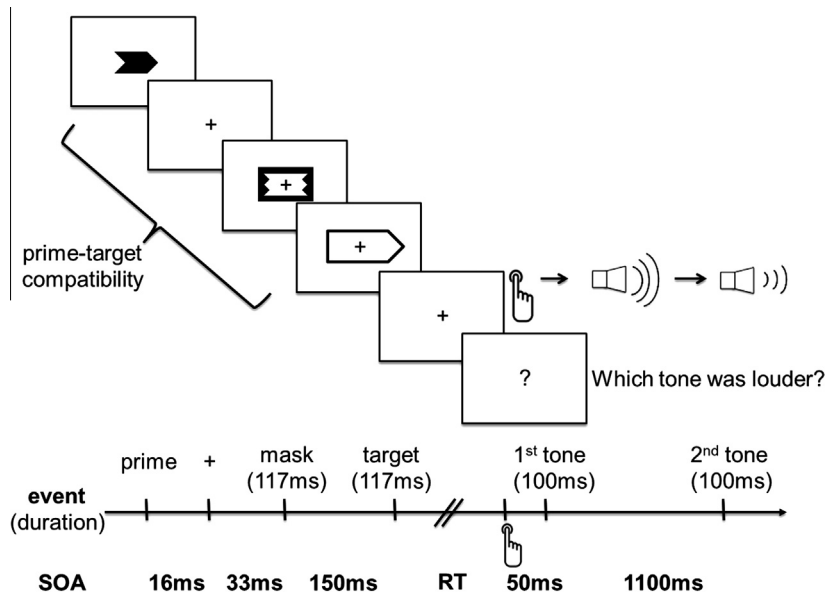 +
+
+
prime-target
compatibility
+
?
Which tone was louder?
prime + mask target 1st tone 2nd tone
(117ms) (117ms) (100ms) (100ms)
event
(duration)
SOA 16ms 33ms 150ms RT 50ms 1100ms